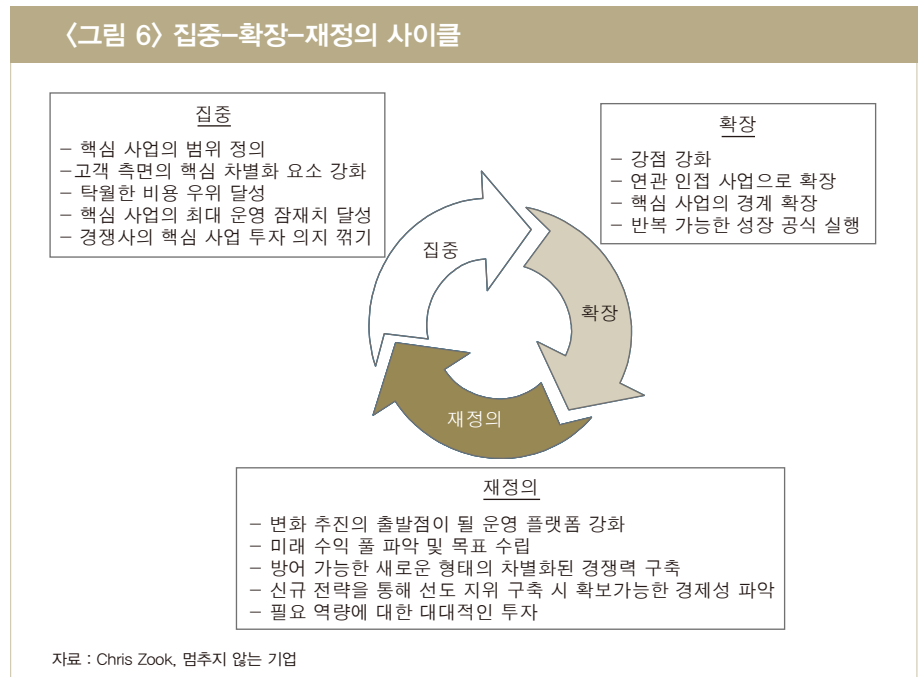 〈그림 6〉 집중-확장-재정의 사이클
집중
- 핵심 사업의 범위 정의
-고객 측면의 핵심 차별화 요소 강화
- 탁월한 비용 우위 달성
- 핵심 사업의 최대 운영 잠재치 달성
- 경쟁사의 핵심 사업 투자 의지 꺾기
확장
- 강점 강화
- 연관 인접 사업으로 확장
- 핵심 사업의 경계 확장
- 반복 가능한 성장 공식 실행
집중
확장
재정의
재정의
- 변화 추진의 출발점이 될 운영 플랫폼 강화
- 미래 수익 풀 파악 및 목표 수립
- 방어 가능한 새로운 형태의 차별화된 경쟁력 구축
- 신규 전략을 통해 선도 지위 구축 시 확보가능한 경제성 파악
- 필요 역량에 대한 대대적인 투자
자료 : Chris Zook, 멈추지 않는 기업